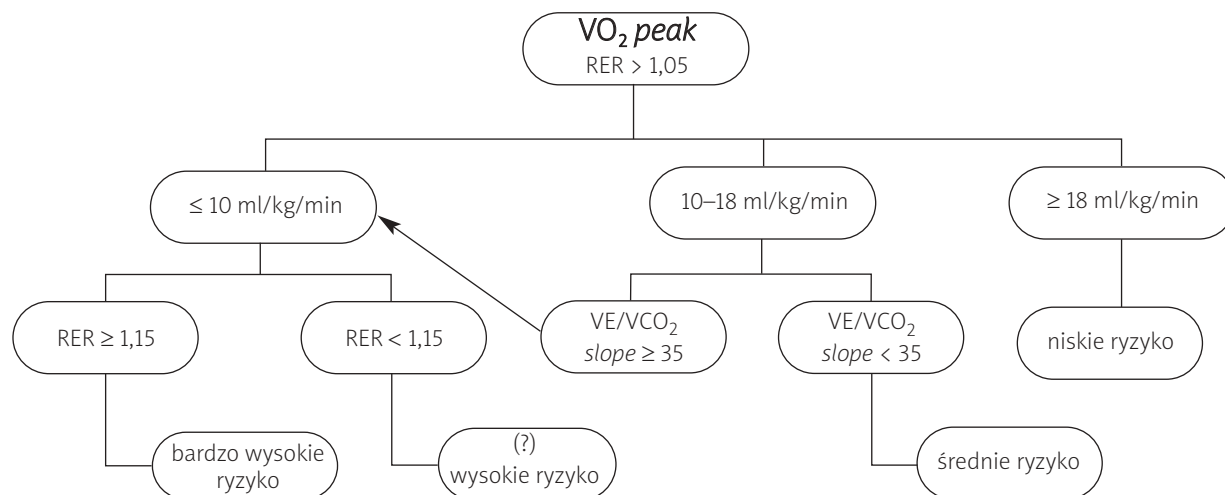 VO₂ peak
RER > 1,05
≤ 10 ml/kg/min
10–18 ml/kg/min
≥ 18 ml/kg/min
RER ≥ 1,15
RER < 1,15
VE/VCO₂
slope ≥ 35
VE/VCO₂
slope < 35
niskie ryzyko
bardzo wysokie
ryzyko
(?)
wysokie ryzyko
średnie ryzyko